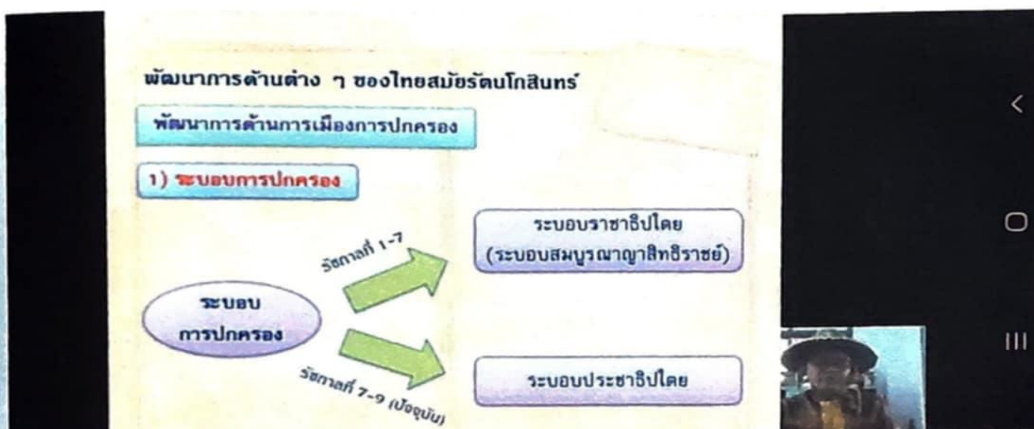 พัฒนาการด้านต่าง ๆ ของไทยสมัยรัตนโกสินทร์
พัฒนาการด้านการเมืองการปกครอง
1) ระบอบการปกครอง
รัชกาลที่ 1-7
ระบอบราชาธิปไตย
(ระบอบสมบูรณาญาสิทธิราชย์)
ระบอบ
การปกครอง
รัชกาลที่ 7-9 (ปัจจุบัน)
ระบอบประชาธิปไตย